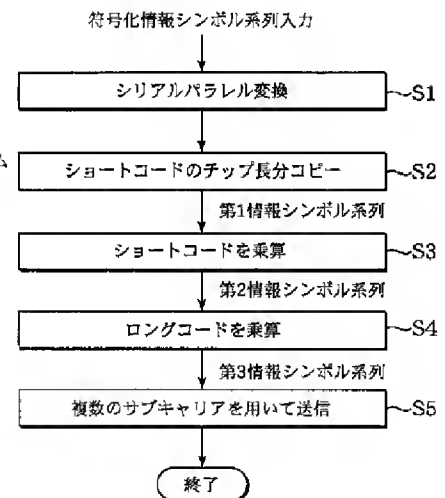 符号化情報シンボル系列入力
シリアルパラレル変換 S1
ム
ショートコードのチップ長分コピー S2
第1情報シンボル系列
ショートコードを乗算 S3
第2情報シンボル系列
ロングコードを乗算 S4
第3情報シンボル系列
複数のサブキャリアを用いて送信 S5
終了